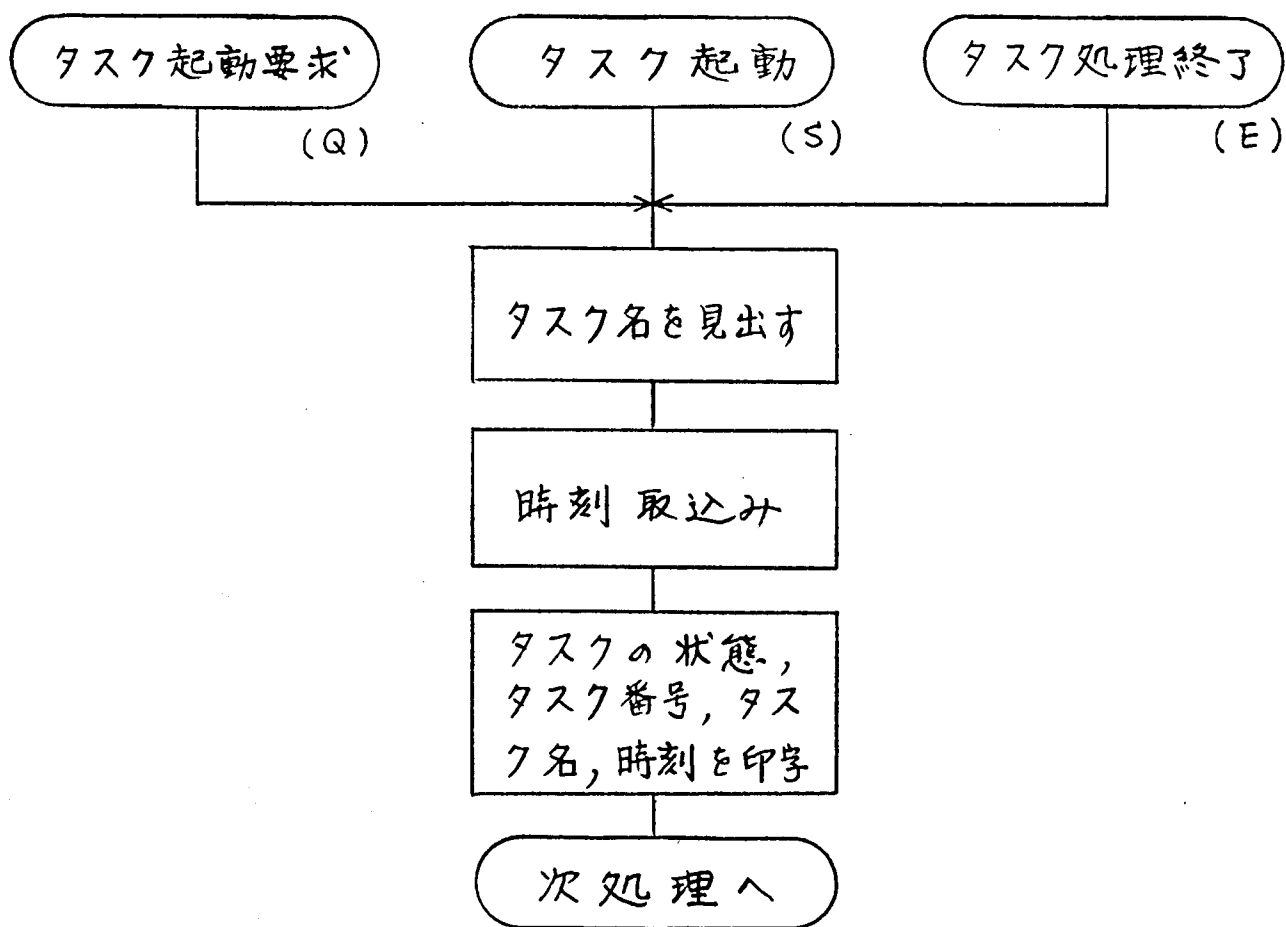 タスク起動要求
タスク起動
タスク処理終了
(Q)
(S)
(E)
タスク名を見出す
時刻取込み
タスクの状態,
タスク番号,タス
ク名,時刻を印字
次処理へ